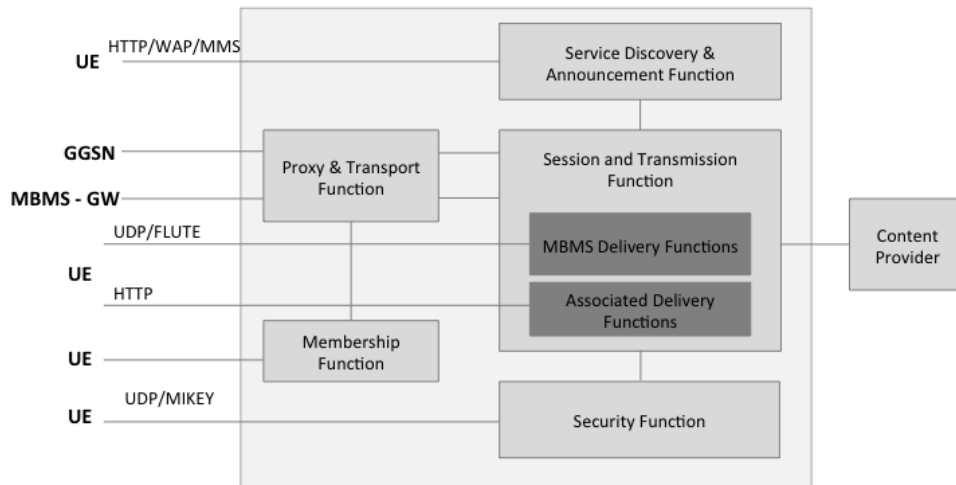 HTTP/WAP/MMS
UE
Service Discovery &
Announcement Function
GGSN
MBMS - GW
Proxy & Transport
Function
Session and Transmission
Function
UDP/FLUTE
MBMS Delivery Functions
UE
HTTP
Associated Delivery
Functions
Content
Provider
UE
Membership
Function
UDP/MIKEY
UE
Security Function